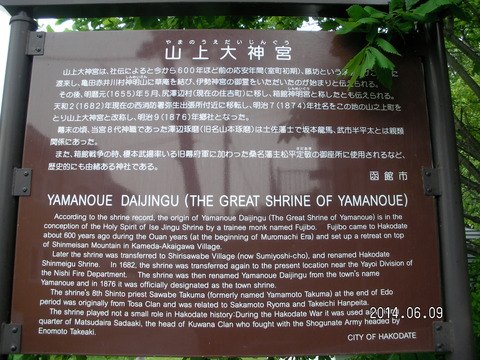 やまのうえだいじんぐう
山上大神宮
山上大神宮は、社伝によると今から600年ほど前の応安年間(室町初期)、藤坊という
渡来し、亀田赤井川村神明山に草庵を結び、伊勢神宮の御霊をいただいたのが始まりと
その後、明暦元(1655)年5月、尻澤辺村(現在の住吉町)に移転し、箱館神明宮と称したとも伝えられる。
天和2(1682)年現在の西消防署弥生出張所付近に移転し、明治7(1874)年社名をこの地の山之上町を
とり山上大神宮と改称し、明治9(1876)年郷社となった。
幕末の頃、当宮8代神職であった澤辺琢磨(旧名山本琢磨)は土佐藩士で坂本龍馬、武市半平太とは親類
関係にあった。
また、箱館戦争の時、榎本武揚率いる旧幕府軍に加わった桑名藩主松平定敬の御座所に使用されるなど、
歴史的にも由緒ある神社である。
函館市
YAMANOUE DAIJINGU (THE GREAT SHRINE OF YAMANOUE)
According to the shrine record, the origin of Yamanoue Daijingu (The Great Shrine of Yamanoue) is in the
conception of the Holy Spirit of Ise Jingu Shrine by a trainee monk named Fujibo. Fujibo came to Hakodate
about 600 years ago during the Ouan years (at the beginning of Muromachi Era) and set up a retreat on top
of Shinmeisan Mountain in Kameda-Akaigawa Village.
Later the shrine was transferred to Shirisawabe Village (now Sumiyoshi-cho), and renamed Hakodate
Shinmeigu Shrine. In 1682, the shrine was transferred again to the present location near the Yayoi Division of
the Nishi Fire Department. The shrine was then renamed Yamanoue Daijingu from the town's name
Yamanoue and in 1876 it was officially designated as the town shrine.
The shrine's 8th Shinto priest Sawabe Takuma (formerly named Yamamoto Takuma) at the end of Edo
period was originally from Tosa Clan and was related to Sakamoto Ryoma and Takeichi Hanpeita.
The shrine played not a small role in Hakodate history: During the Hakodate War it was used as
quarter of Matsudaira Sadaaki, the head of Kuwana Clan who fought with the Shogunate Army headed by
Enomoto Takeaki.
CITY OF HAKODATE
2014.06.09